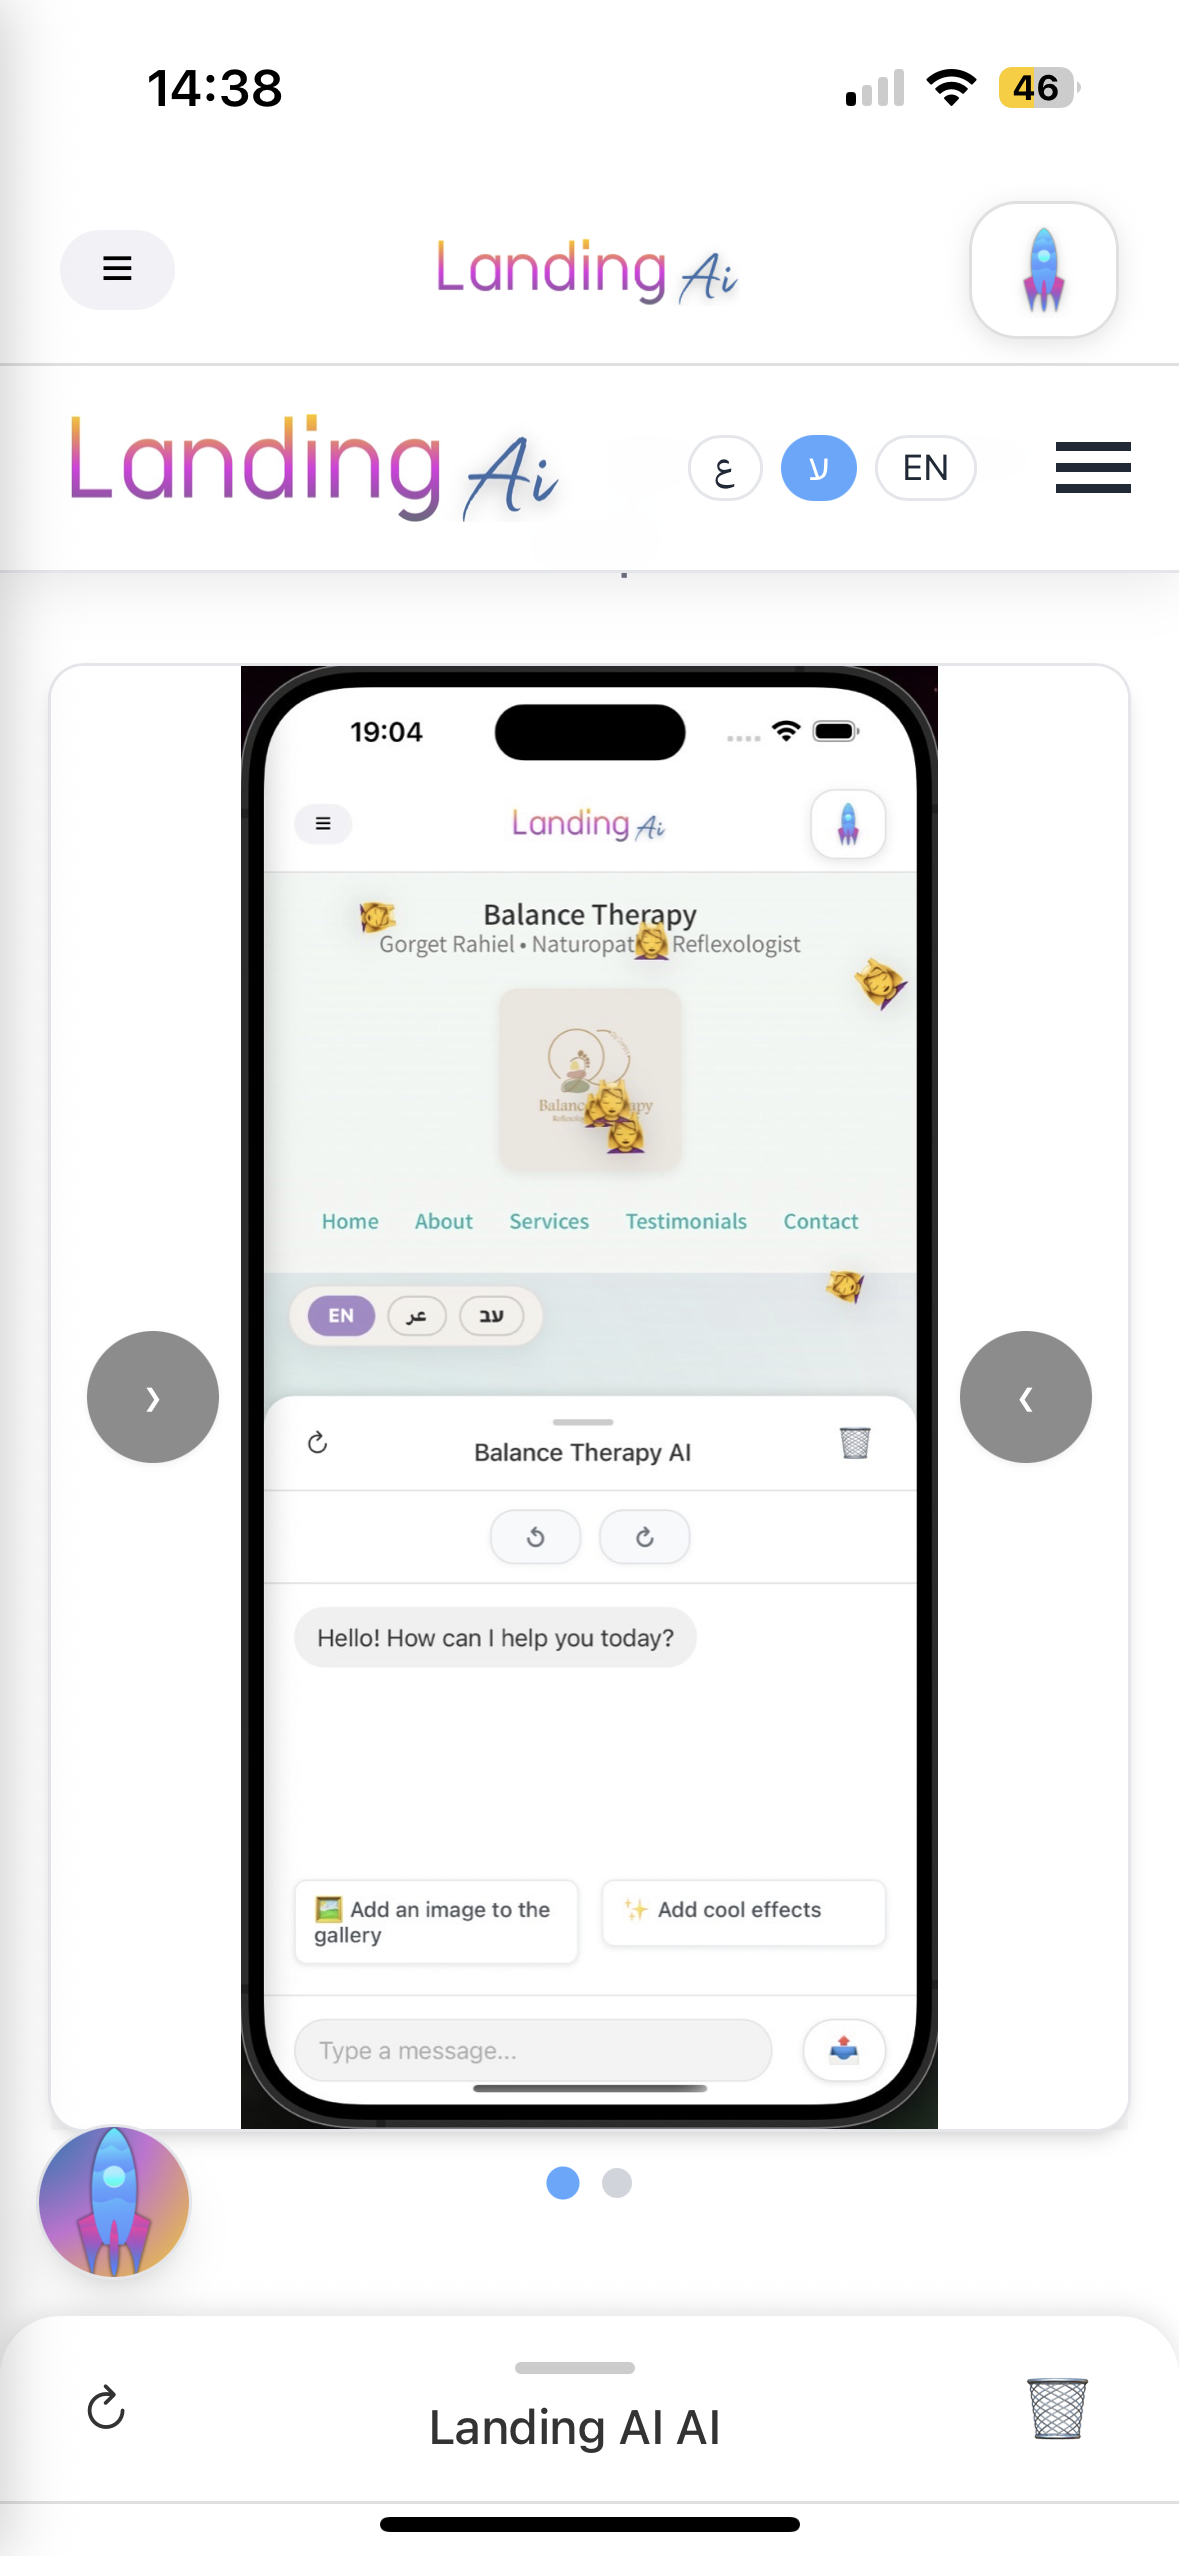 14:38
46
Landing Ai
Landing Ai
ع
ע
EN
19:04
Landing Ai
Balance Therapy
Gorget Rahiel • Naturopat Reflexologist
Home About Services Testimonials Contact
EN
عر
עב
Balance Therapy AI
Hello! How can I help you today?
Add an image to the
gallery
Add cool effects
Type a message...
Landing AI AI